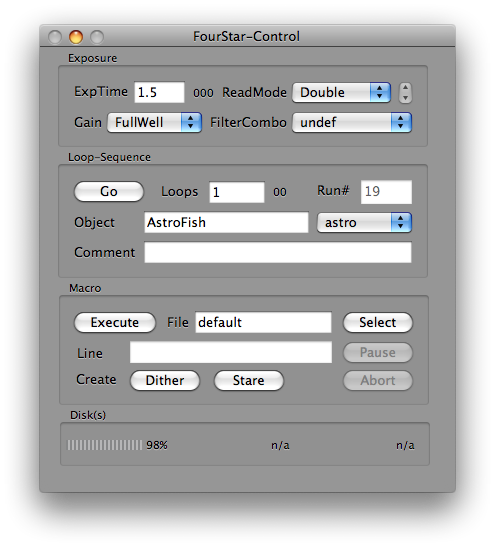 FourStar-Control
Exposure
ExpTime 1.5 000 ReadMode Double
Gain FullWell FilterCombo undef
Loop-Sequence
Go Loops 1 00 Run# 19
Object AstroFish astro
Comment
Macro
Execute File default Select
Line Pause
Create Dither Stare Abort
Disk(s)
98% n/a n/a